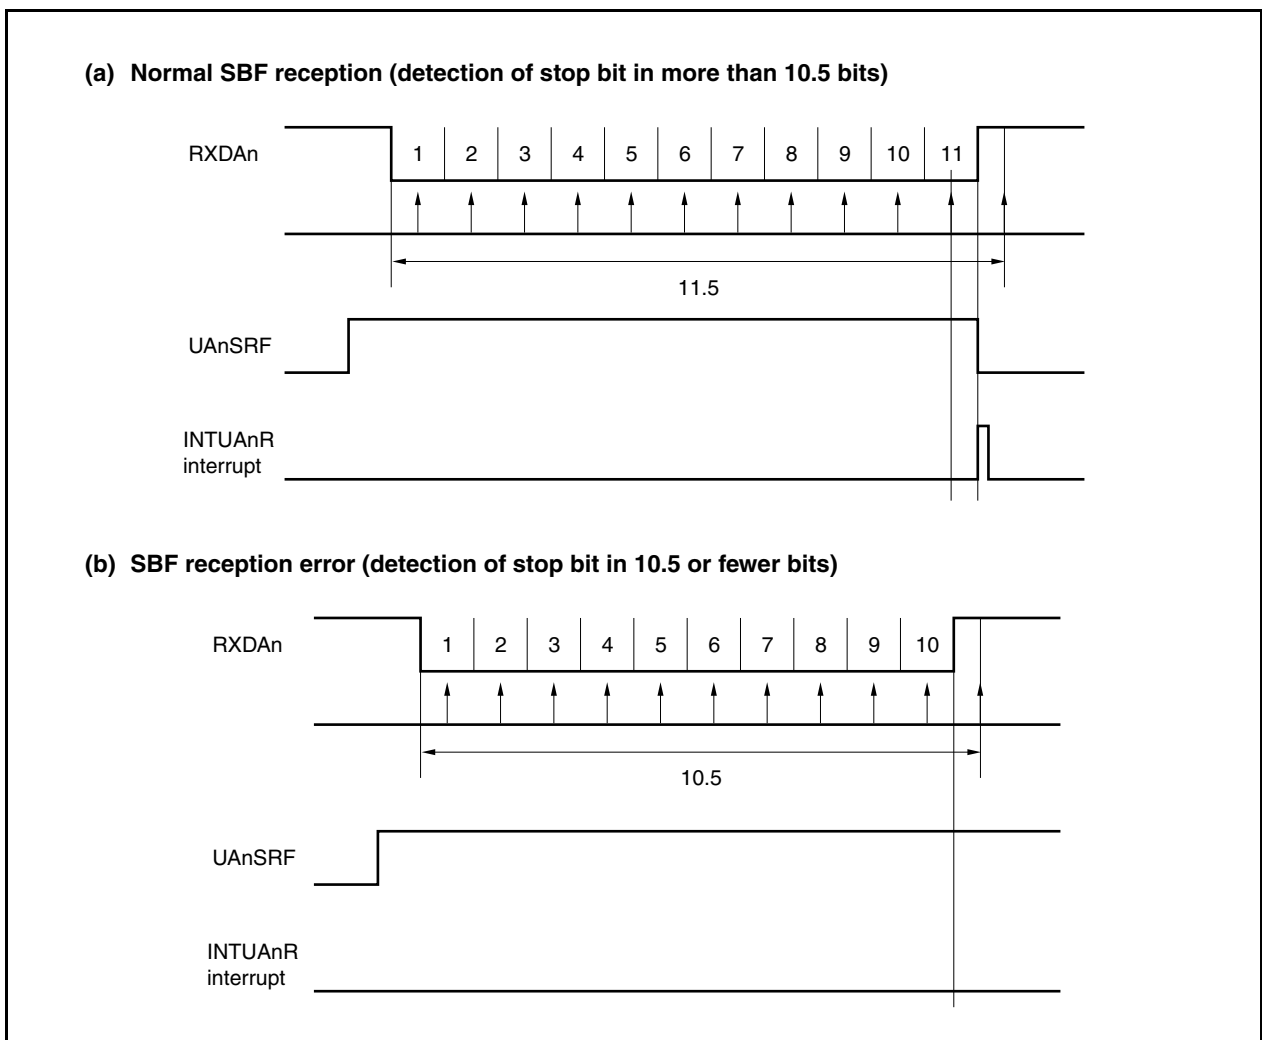 (a) Normal SBF reception (detection of stop bit in more than 10.5 bits)
RXDAn
1 2 3 4 5 6 7 8 9 10 11
11.5
UAnSRF
INTUAnR
interrupt
(b) SBF reception error (detection of stop bit in 10.5 or fewer bits)
RXDAn
1 2 3 4 5 6 7 8 9 10
10.5
UAnSRF
INTUAnR
interrupt